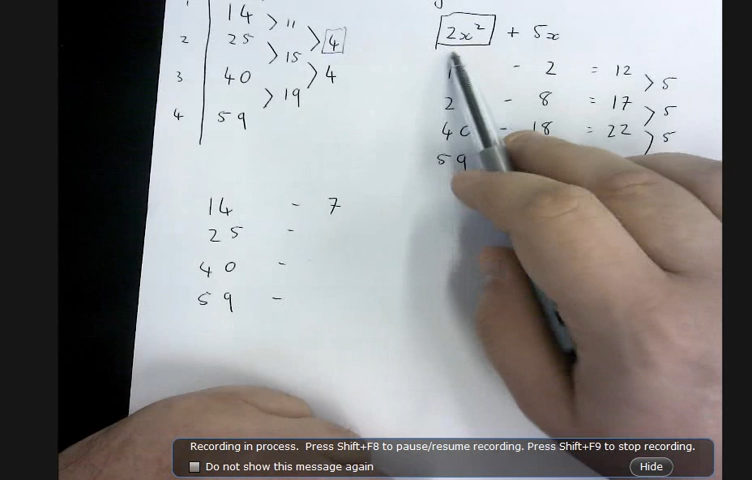 14 > 11
2 25 > 4
> 15
3 40 > 4
> 19
4 59
2x² + 5x
1 - 2 = 12
> 5
2 - 8 = 17
> 5
40 - 18 = 22
> 5
59
14 - 7
25 -
40 -
59 -
Recording in process. Press Shift+F8 to pause/resume recording. Press Shift+F9 to stop recording.
Do not show this message again
Hide